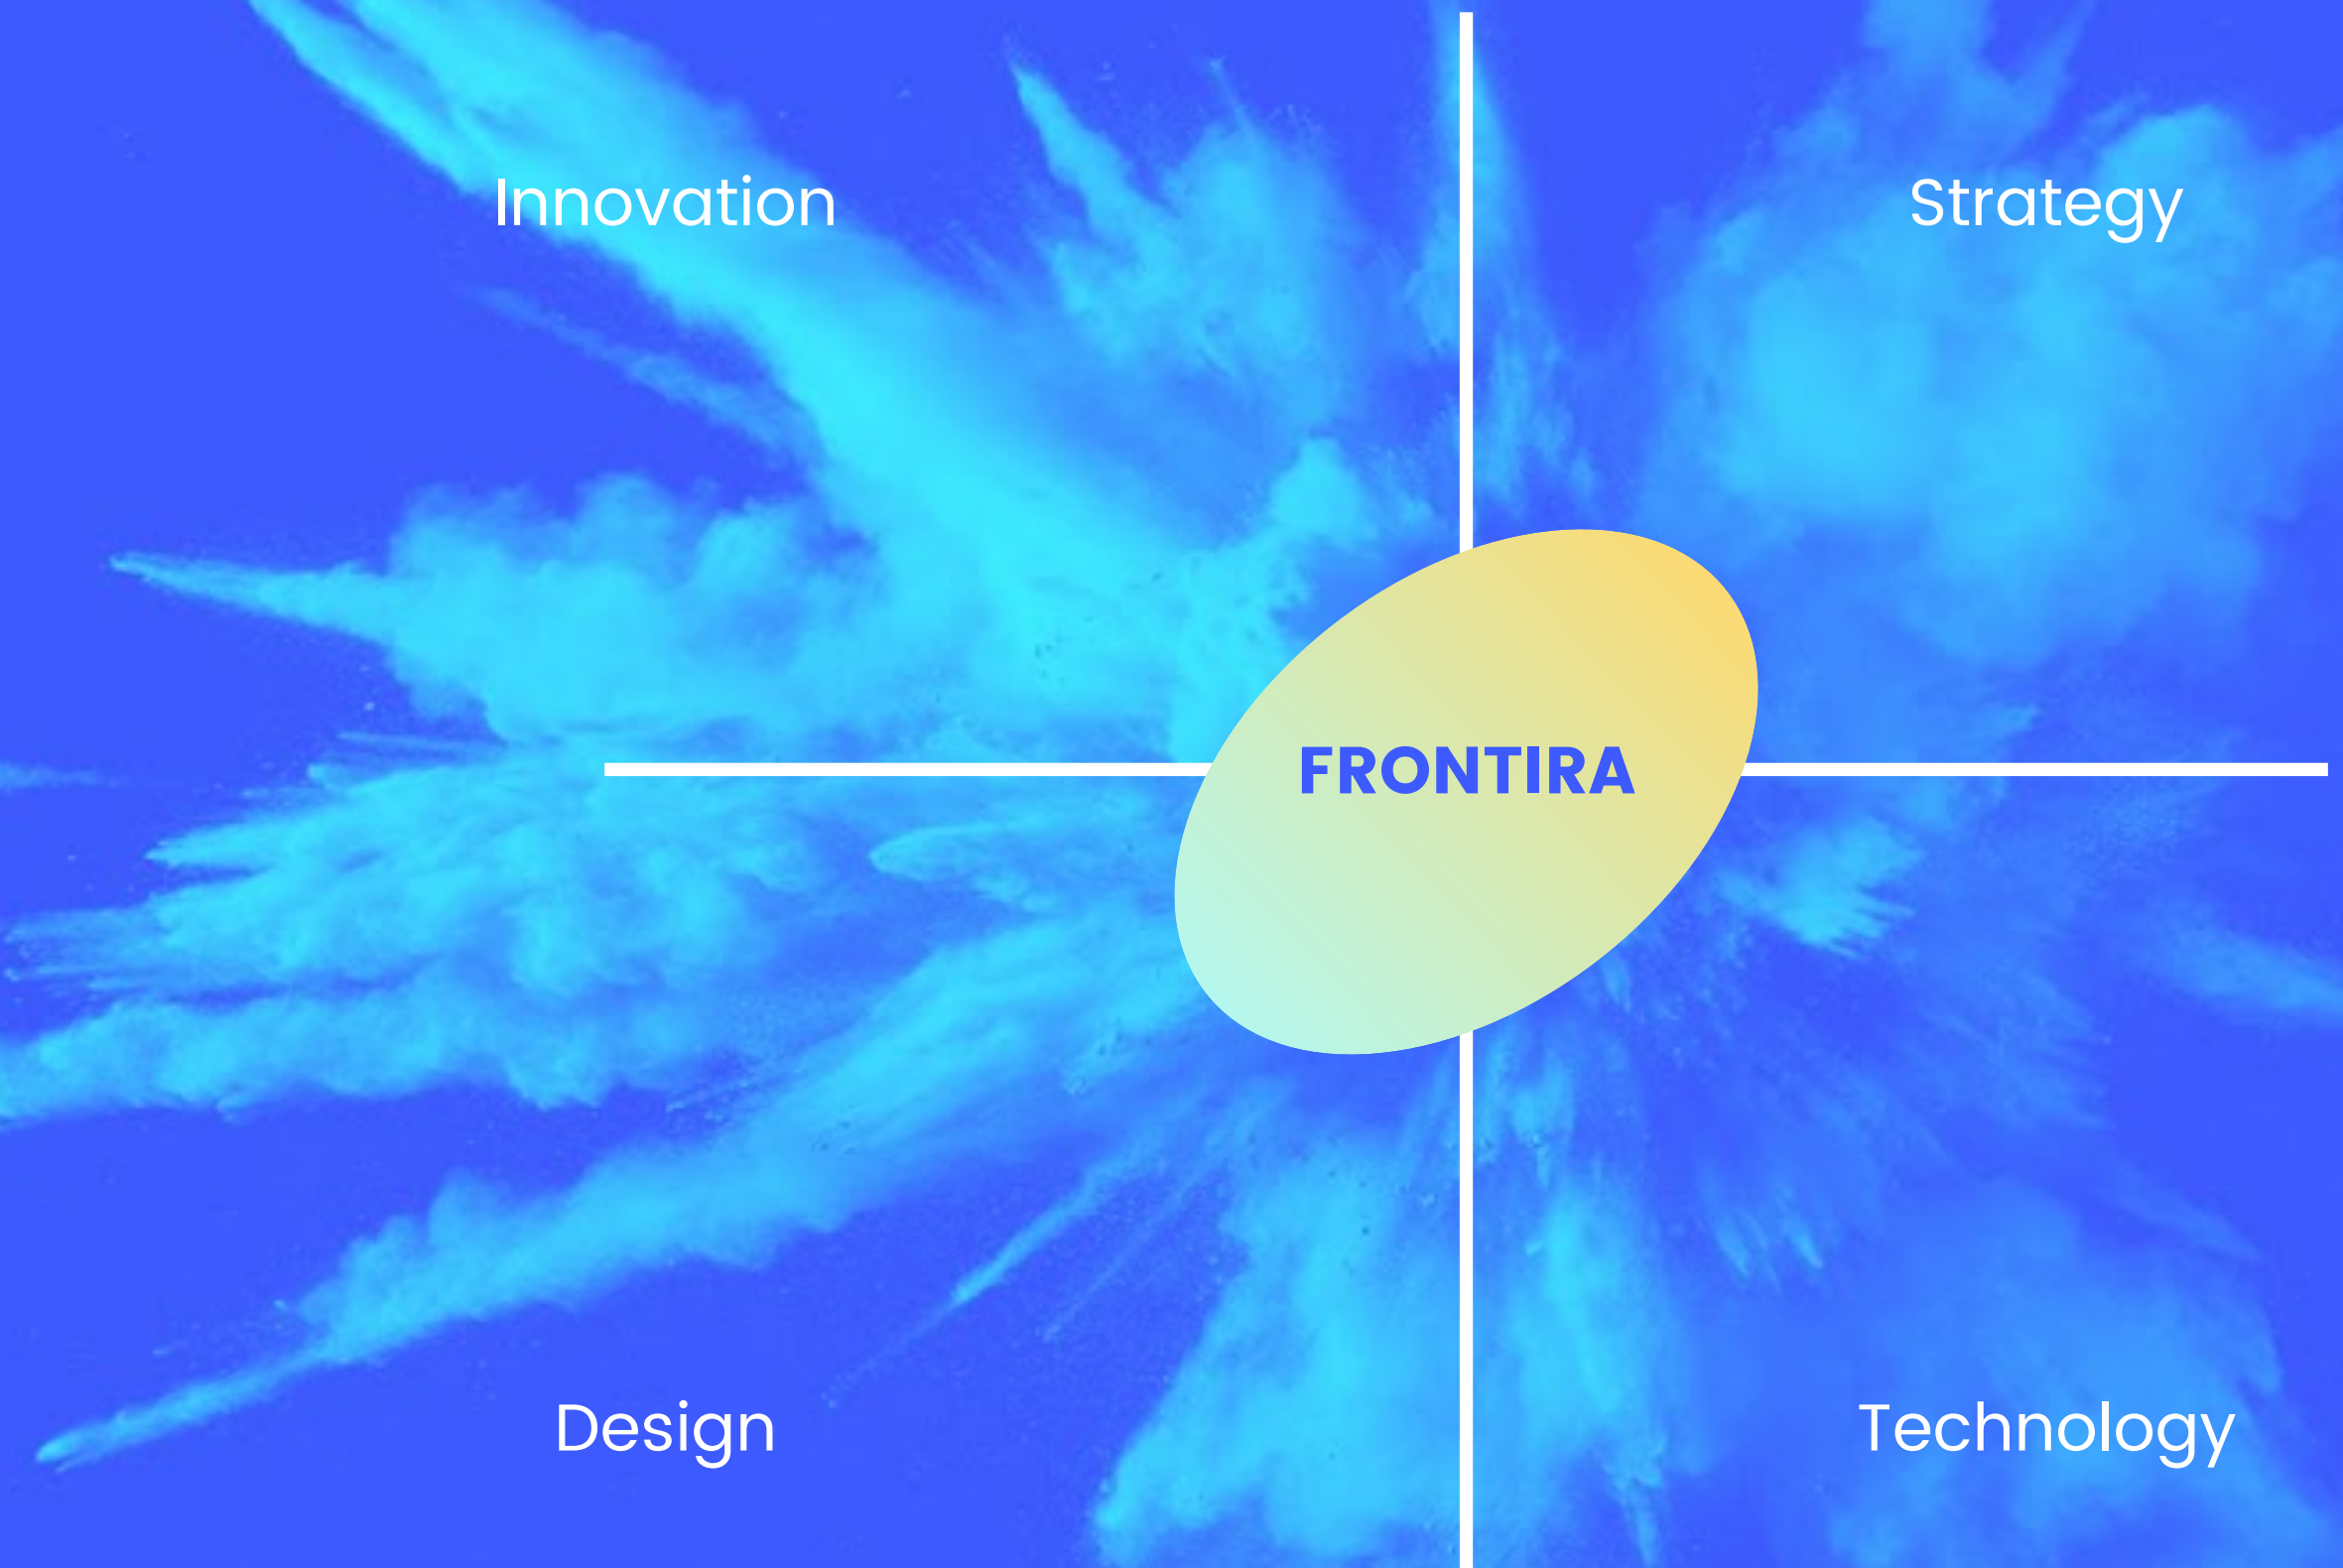 Innovation
Strategy
FRONTIRA
Design
Technology